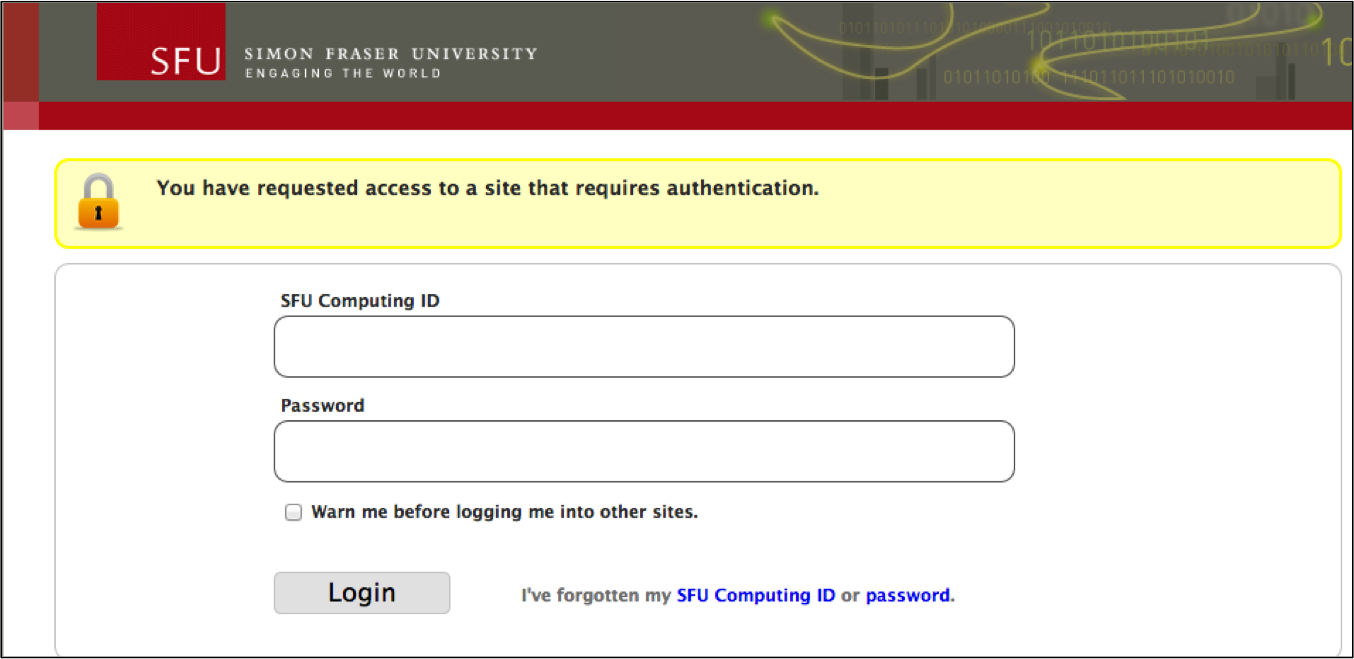 SFU SIMON FRASER UNIVERSITY
ENGAGING THE WORLD
You have requested access to a site that requires authentication.
SFU Computing ID
Password
Warn me before logging me into other sites.
Login I've forgotten my SFU Computing ID or password.